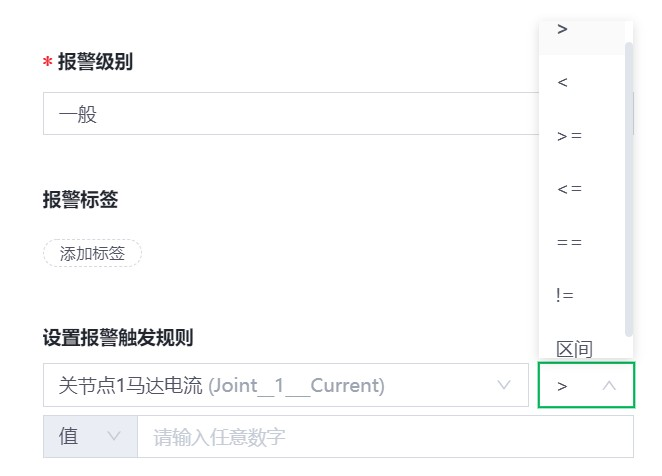 * 报警级别
一般
报警标签
添加标签
设置报警触发规则
关节点1马达电流 (Joint__1___Current)
>
<
>=
<=
==
!=
区间
>
值
请输入任意数字